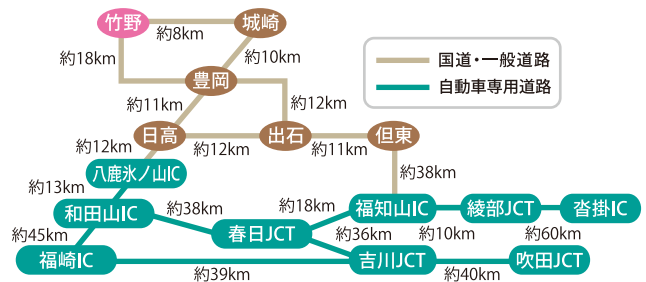 竹野
約8km
城崎
約18km
約10km
国道・一般道路
豊岡
自動車専用道路
約11km
約12km
日高
約12km
出石
約11km
但東
約12km
八鹿氷ノ山IC
約38km
約13km
和田山IC
約38km
約18km
福知山IC
綾部JCT
沓掛IC
約45km
春日JCT
約36km
約10km
約60km
福崎IC
約39km
吉川JCT
約40km
吹田JCT